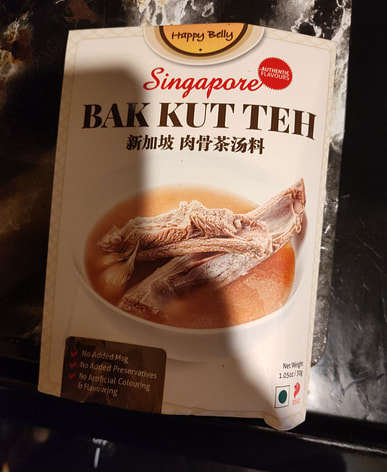 Happy Belly
Singapore
AUTHENTIC
FLAVOURS
BAK KUT TEH
新加坡 肉骨茶汤料
No Added Msg
No Added Preservatives
No Artificial Colouring
& Flavouring
Net Weight
1.05oz / 30g